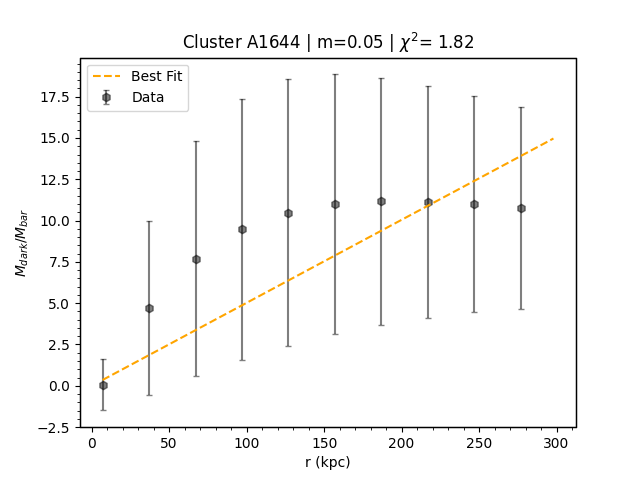 Cluster A1644 | m=0.05 | χ²= 1.82
Best Fit
Data
17.5
15.0
12.5
10.0
7.5
5.0
2.5
0.0
−2.5
M_dark/M_bar
0 50 100 150 200 250 300
r (kpc)